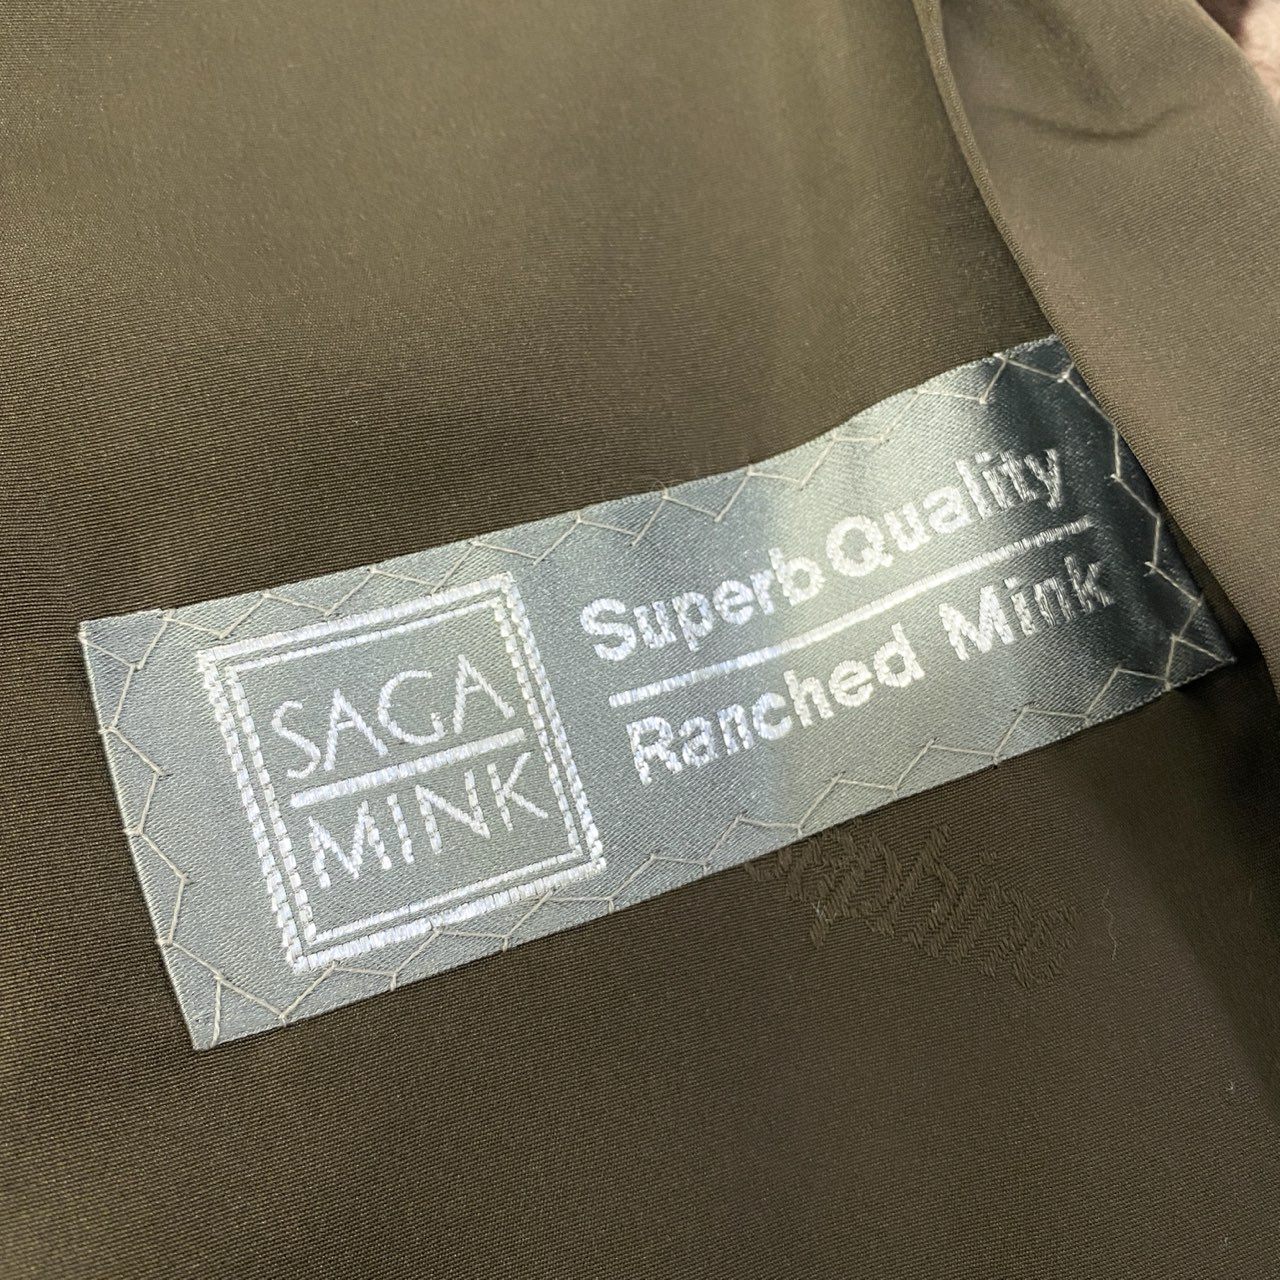 SAGA
MINK
Superb Quality
Ranched Mink